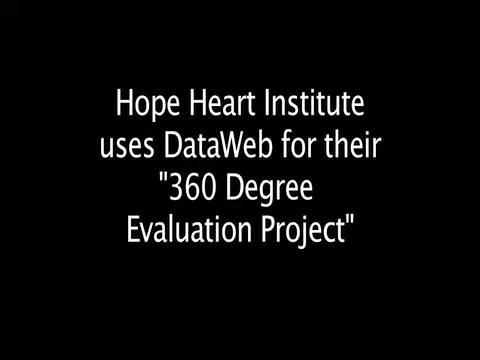 Hope Heart Institute
uses DataWeb for their
"360 Degree
Evaluation Project"